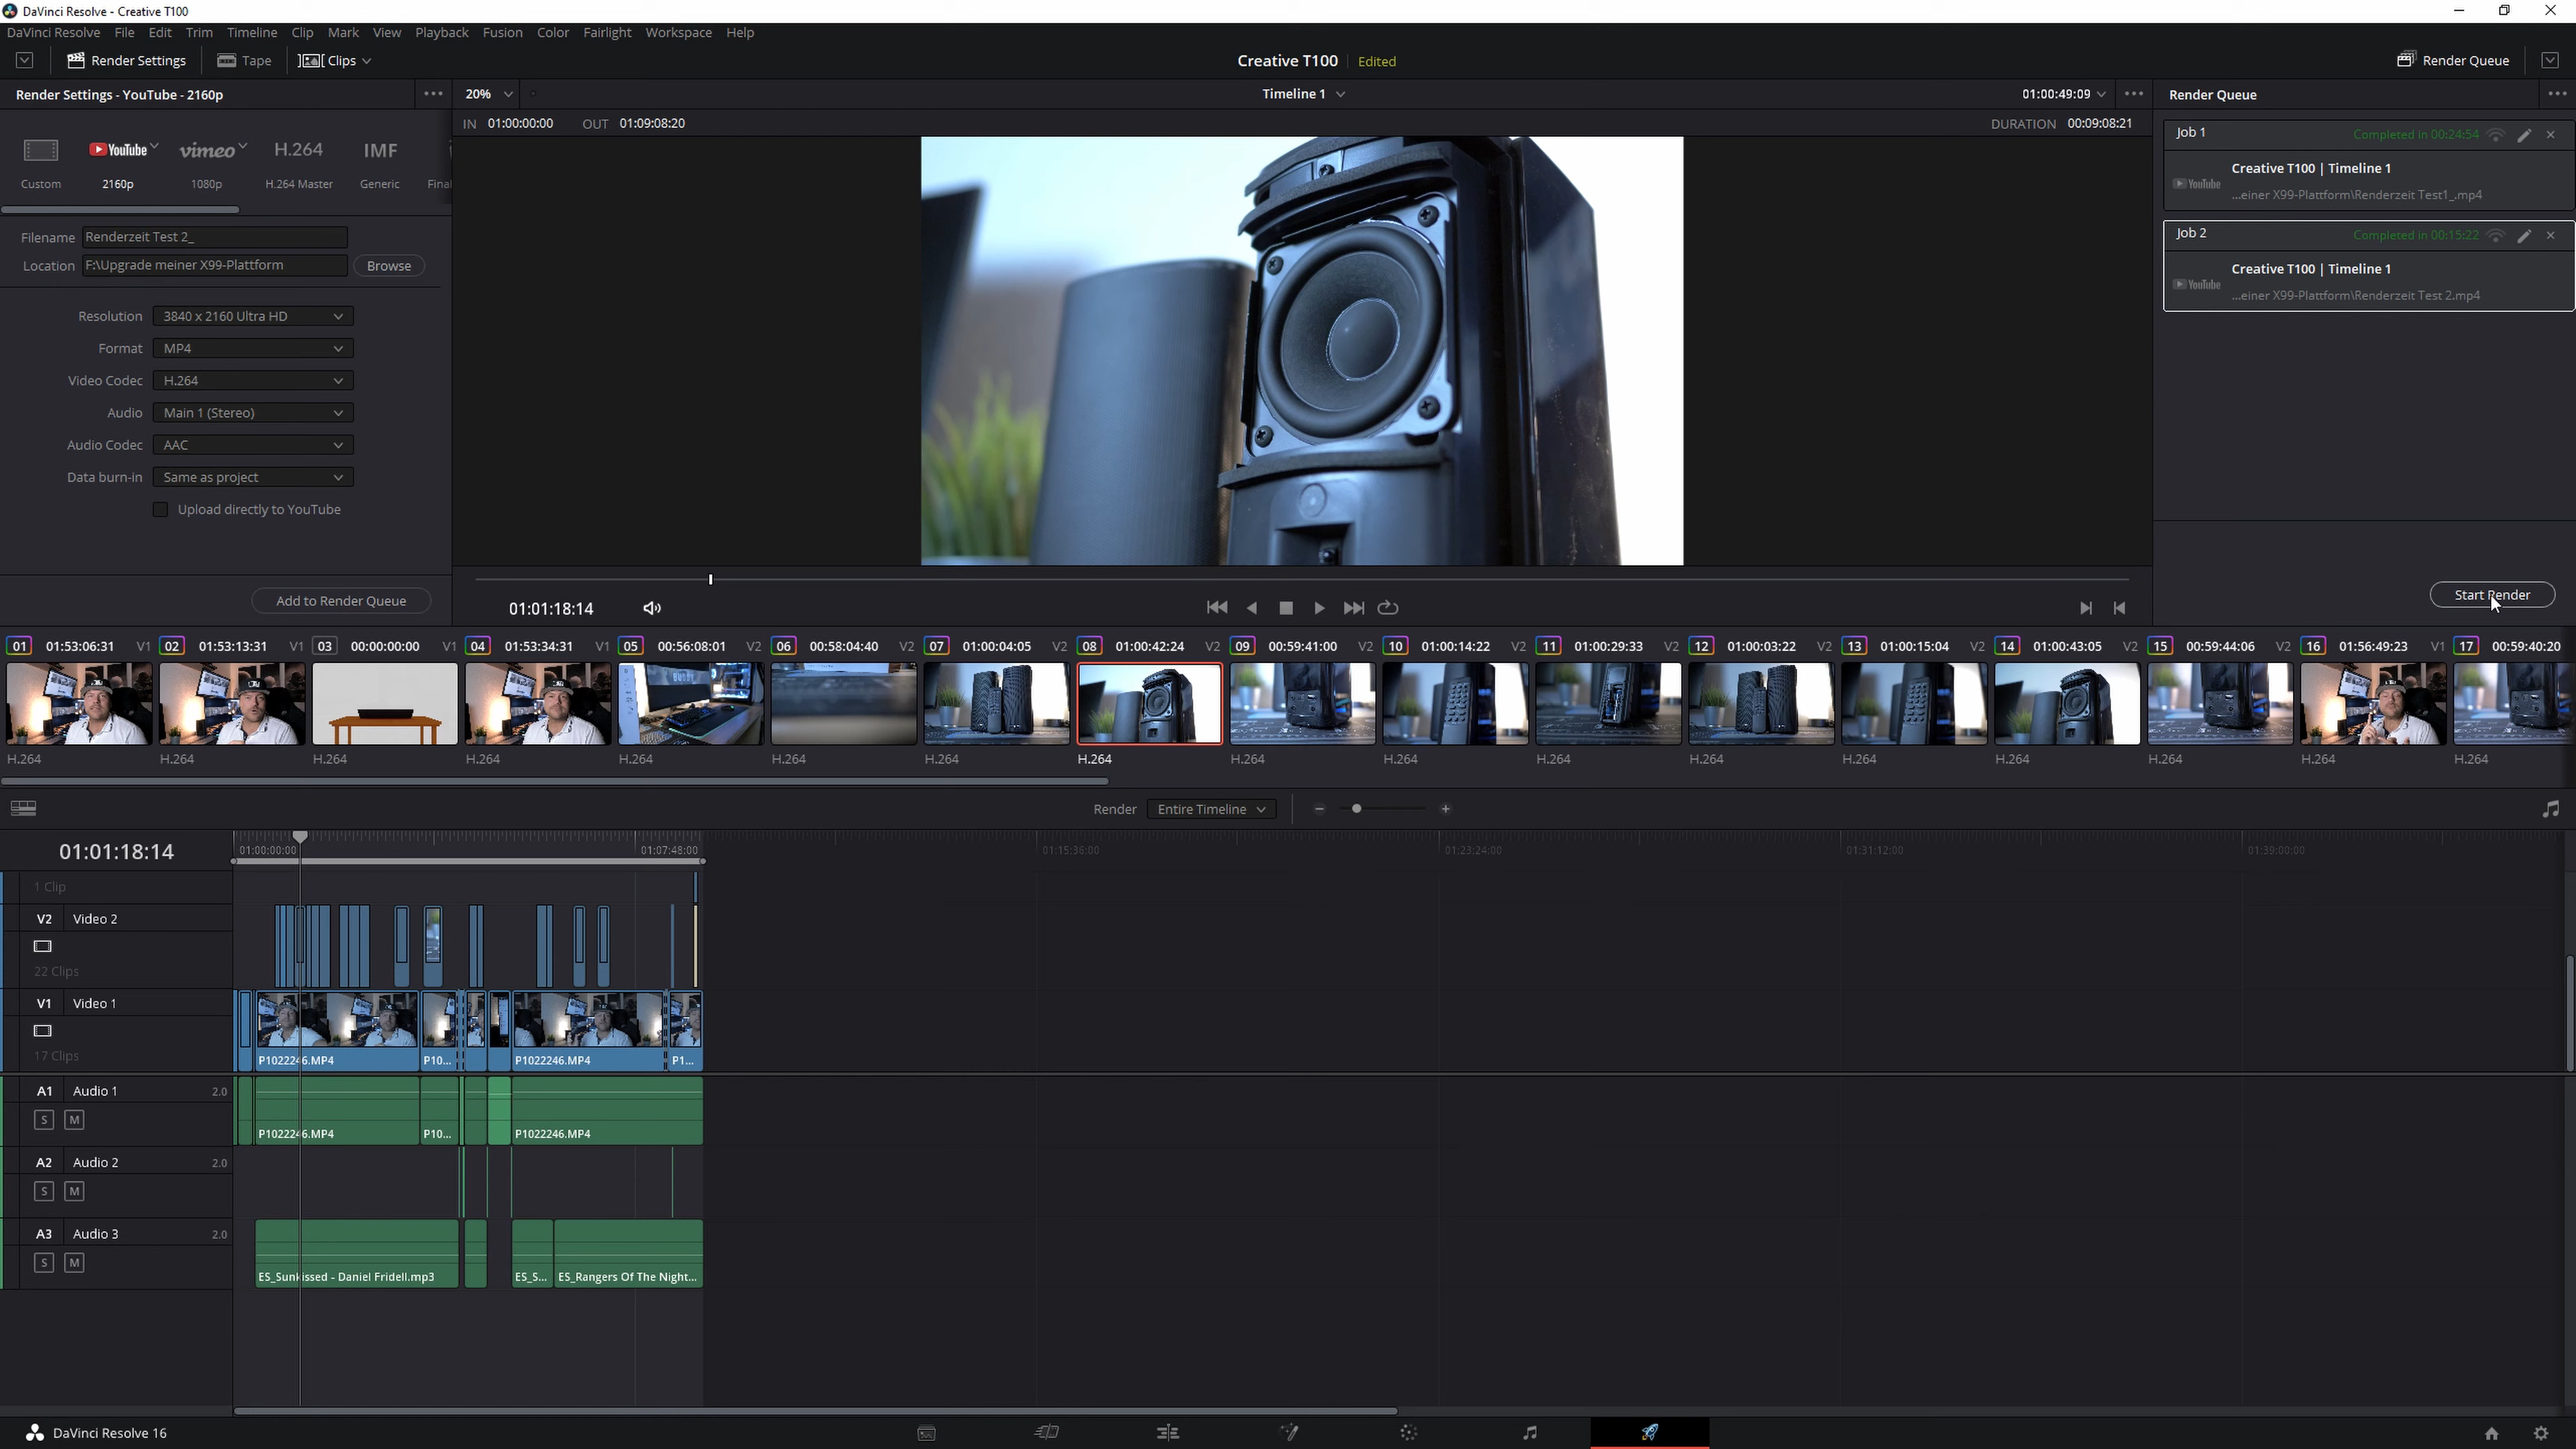 DaVinci Resolve - Creative T100
DaVinci Resolve File Edit Trim Timeline Clip Mark View Playback Fusion Color Fairlight Workspace Help
Render Settings Tape Clips Creative T100 Edited Render Queue
Render Settings - YouTube - 2160p 20% Timeline 1 01:00:49:09 Render Queue
IN 01:00:00:00 OUT 01:09:08:20 DURATION 00:09:08:21
YouTube vimeo H.264 IMF
Custom 2160p 1080p H.264 Master Generic Final
Job 1 Completed in 00:24:54
Creative T100 | Timeline 1
YouTube ...einer X99-Plattform\Renderzeit Test1_.mp4
Job 2 Completed in 00:15:22
Creative T100 | Timeline 1
YouTube ...einer X99-Plattform\Renderzeit Test 2.mp4
Filename Renderzeit Test 2_
Location F:\Upgrade meiner X99-Plattform Browse
Resolution 3840 x 2160 Ultra HD
Format MP4
Video Codec H.264
Audio Main 1 (Stereo)
Audio Codec AAC
Data burn-in Same as project
Upload directly to YouTube
Add to Render Queue
01:01:18:14
Start Render
01 01:53:06:31 V1 02 01:53:13:31 V1 03 00:00:00:00 V1 04 01:53:34:31 V1 05 00:56:08:01 V2 06 00:58:04:40 V2 07 01:00:04:05 V2 08 01:00:42:24 V2 09 00:59:41:00 V2 10 01:00:14:22 V2 11 01:00:29:33 V2 12 01:00:03:22 V2 13 01:00:15:04 V2 14 01:00:43:05 V2 15 00:59:44:06 V2 16 01:56:49:23 V1 17 00:59:40:20
H.264 H.264 H.264 H.264 H.264 H.264 H.264 H.264 H.264 H.264 H.264 H.264 H.264 H.264 H.264 H.264 H.264
Render Entire Timeline
01:01:18:14 01:00:00:00 01:07:48:00 01:15:36:00 01:23:24:00 01:31:12:00 01:39:00:00
1 Clip
V2 Video 2
22 Clips
V1 Video 1
17 Clips
P1022246.MP4 P10... P1022246.MP4 P1...
A1 Audio 1 2.0
S M
P1022246.MP4 P10... P1022246.MP4
A2 Audio 2 2.0
S M
A3 Audio 3 2.0
S M
ES_Sunkissed - Daniel Fridell.mp3 ES_S... ES_Rangers Of The Night...
DaVinci Resolve 16